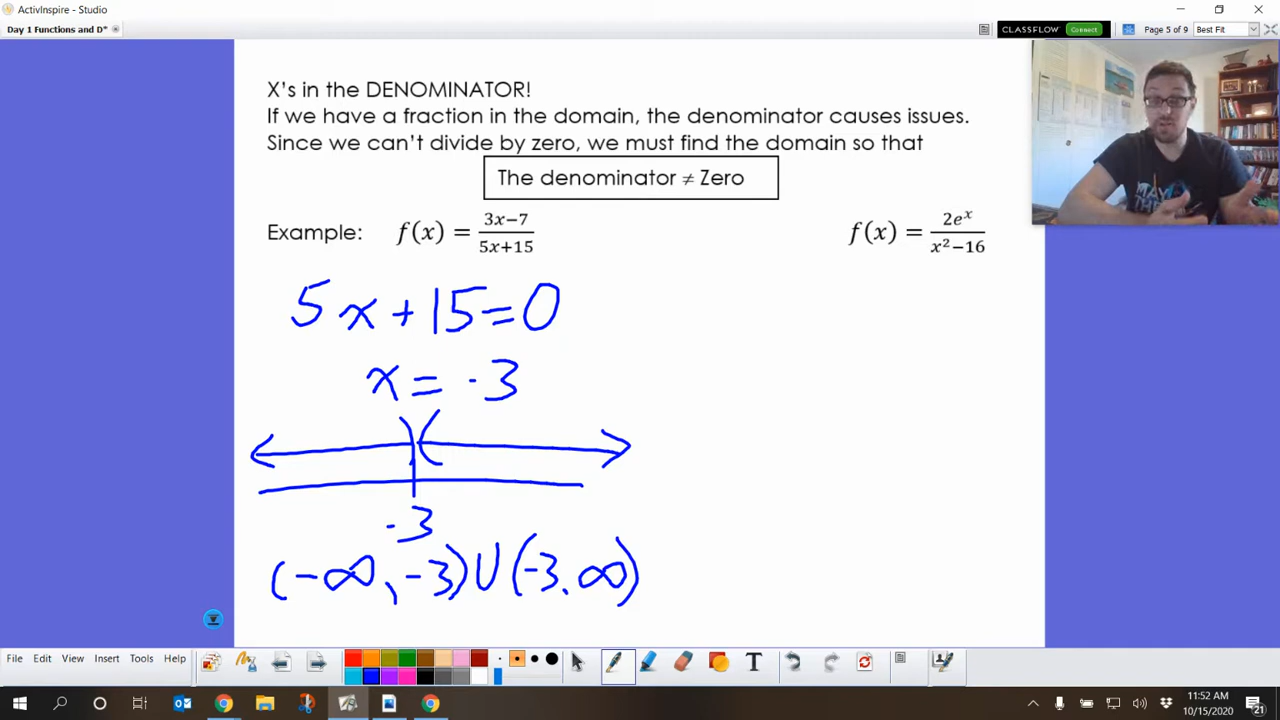 ActivInspire - Studio
Day 1 Functions and D*
CLASSFLOW Connect
Page 5 of 9
Best Fit
X's in the DENOMINATOR!
If we have a fraction in the domain, the denominator causes issues.
Since we can't divide by zero, we must find the domain so that
The denominator ≠ Zero
Example: f(x) = (3x−7)/(5x+15) f(x) = (2e^x)/(x²−16)
5x+15=0
x = -3
-3
(-∞, -3)U(-3,∞)
File Edit View Insert Tools Help
11:52 AM
10/15/2020
21